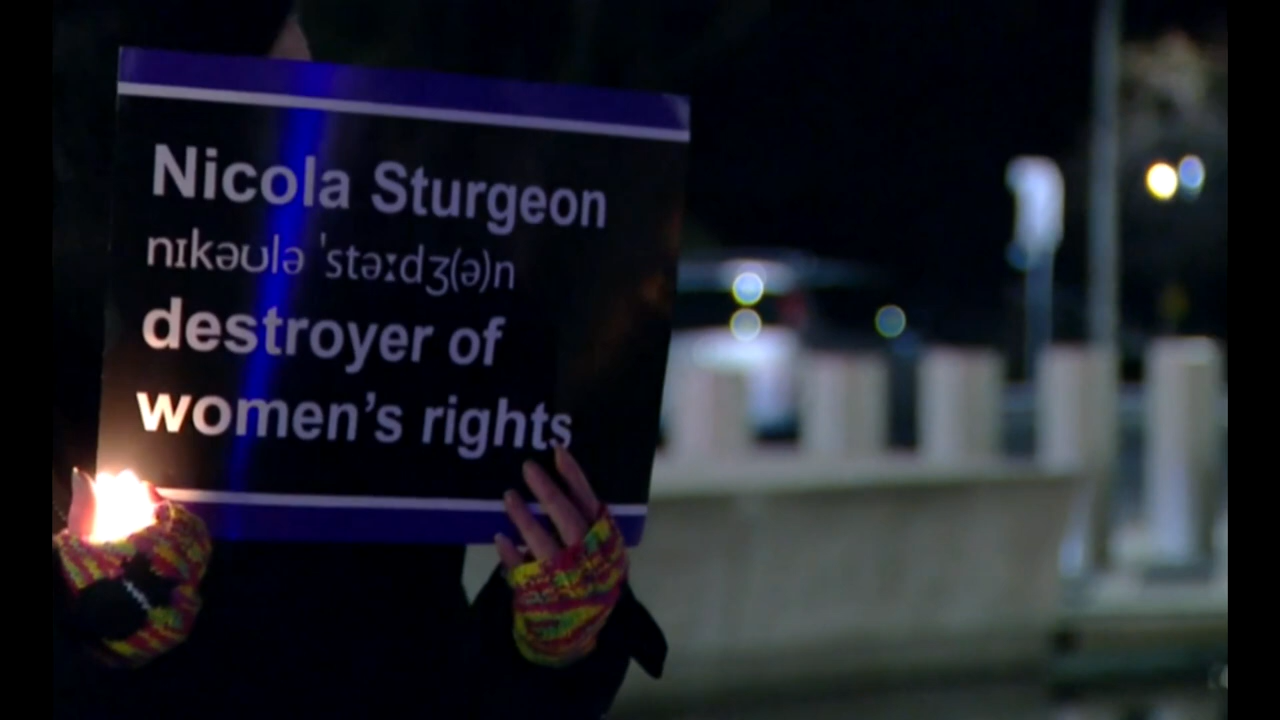 Nicola Sturgeon
nɪkəʊlə ˈstəːdʒ(ə)n
destroyer of
women’s rights